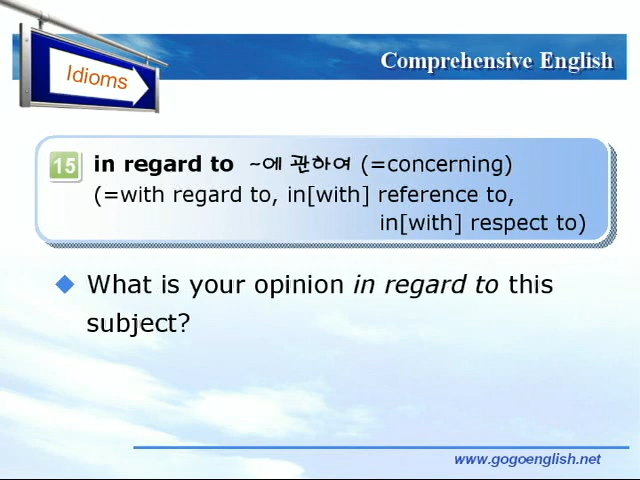 Idioms
Comprehensive English
15 in regard to ~에 관하여 (=concerning)
(=with regard to, in[with] reference to,
in[with] respect to)
What is your opinion in regard to this
subject?
www.gogoenglish.net